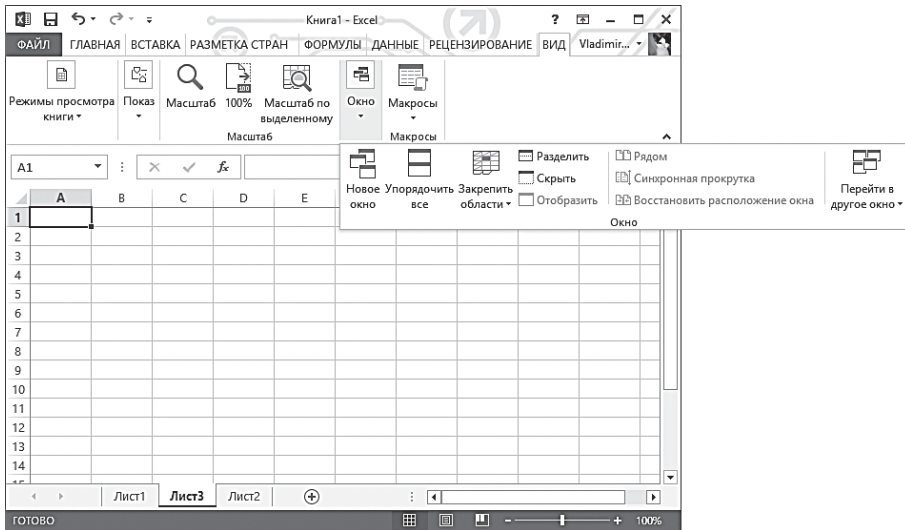 Книга1 - Excel
?
ФАЙЛ ГЛАВНАЯ ВСТАВКА РАЗМЕТКА СТРАН ФОРМУЛЫ ДАННЫЕ РЕЦЕНЗИРОВАНИЕ ВИД Vladimir...
Режимы просмотра книги
Показ
Масштаб
100%
Масштаб по выделенному
Окно
Макросы
Масштаб
Макросы
A1
fx
Новое окно
Упорядочить все
Закрепить области
Разделить
Скрыть
Отобразить
Рядом
Синхронная прокрутка
Восстановить расположение окна
Перейти в другое окно
Окно
A B C D E
1
2
3
4
5
6
7
8
9
10
11
12
13
14
15
Лист1 Лист3 Лист2
ГОТОВО
100%